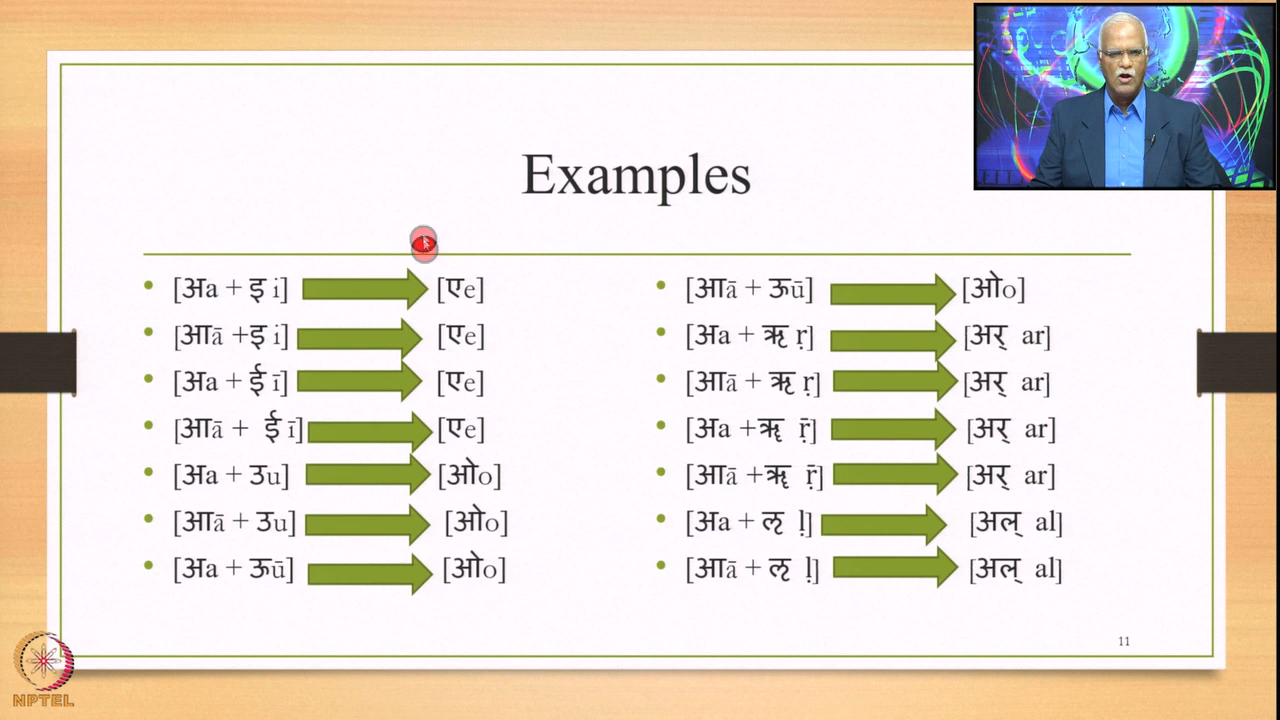 Examples
[अa + इ i] [एe]
[आā +इ i] [एe]
[अa + ई ī] [एe]
[आā + ई ī] [एe]
[अa + उu] [ओo]
[आā + उu] [ओo]
[अa + ऊū] [ओo]
[आā + ऊū] [ओo]
[अa + ऋ ṛ] [अर् ar]
[आā + ऋ ṛ] [अर् ar]
[अa +ॠ ṝ] [अर् ar]
[आā +ॠ ṝ] [अर् ar]
[अa + ऌ ḷ] [अल् al]
[आā + ऌ ḷ] [अल् al]
11
NPTEL